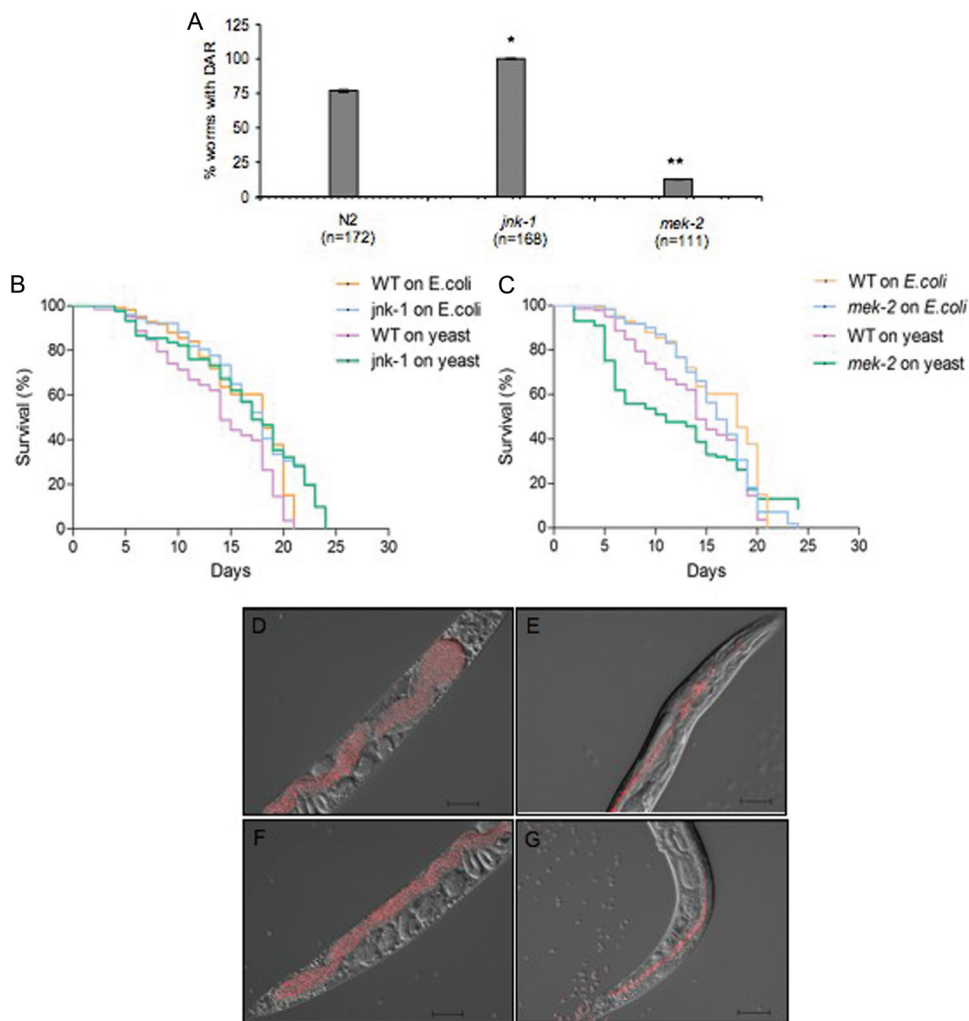 A
% worms with DAR
125
100
75
50
25
0
*
**
N2
(n=172)
jnk-1
(n=168)
mek-2
(n=111)
B
WT on E.coli
jnk-1 on E.coli
WT on yeast
jnk-1 on yeast
Survival (%)
100
80
60
40
20
0
0 5 10 15 20 25 30
Days
C
WT on E.coli
mek-2 on E.coli
WT on yeast
mek-2 on yeast
Survival (%)
100
80
60
40
20
0
0 5 10 15 20 25 30
Days
D
E
F
G